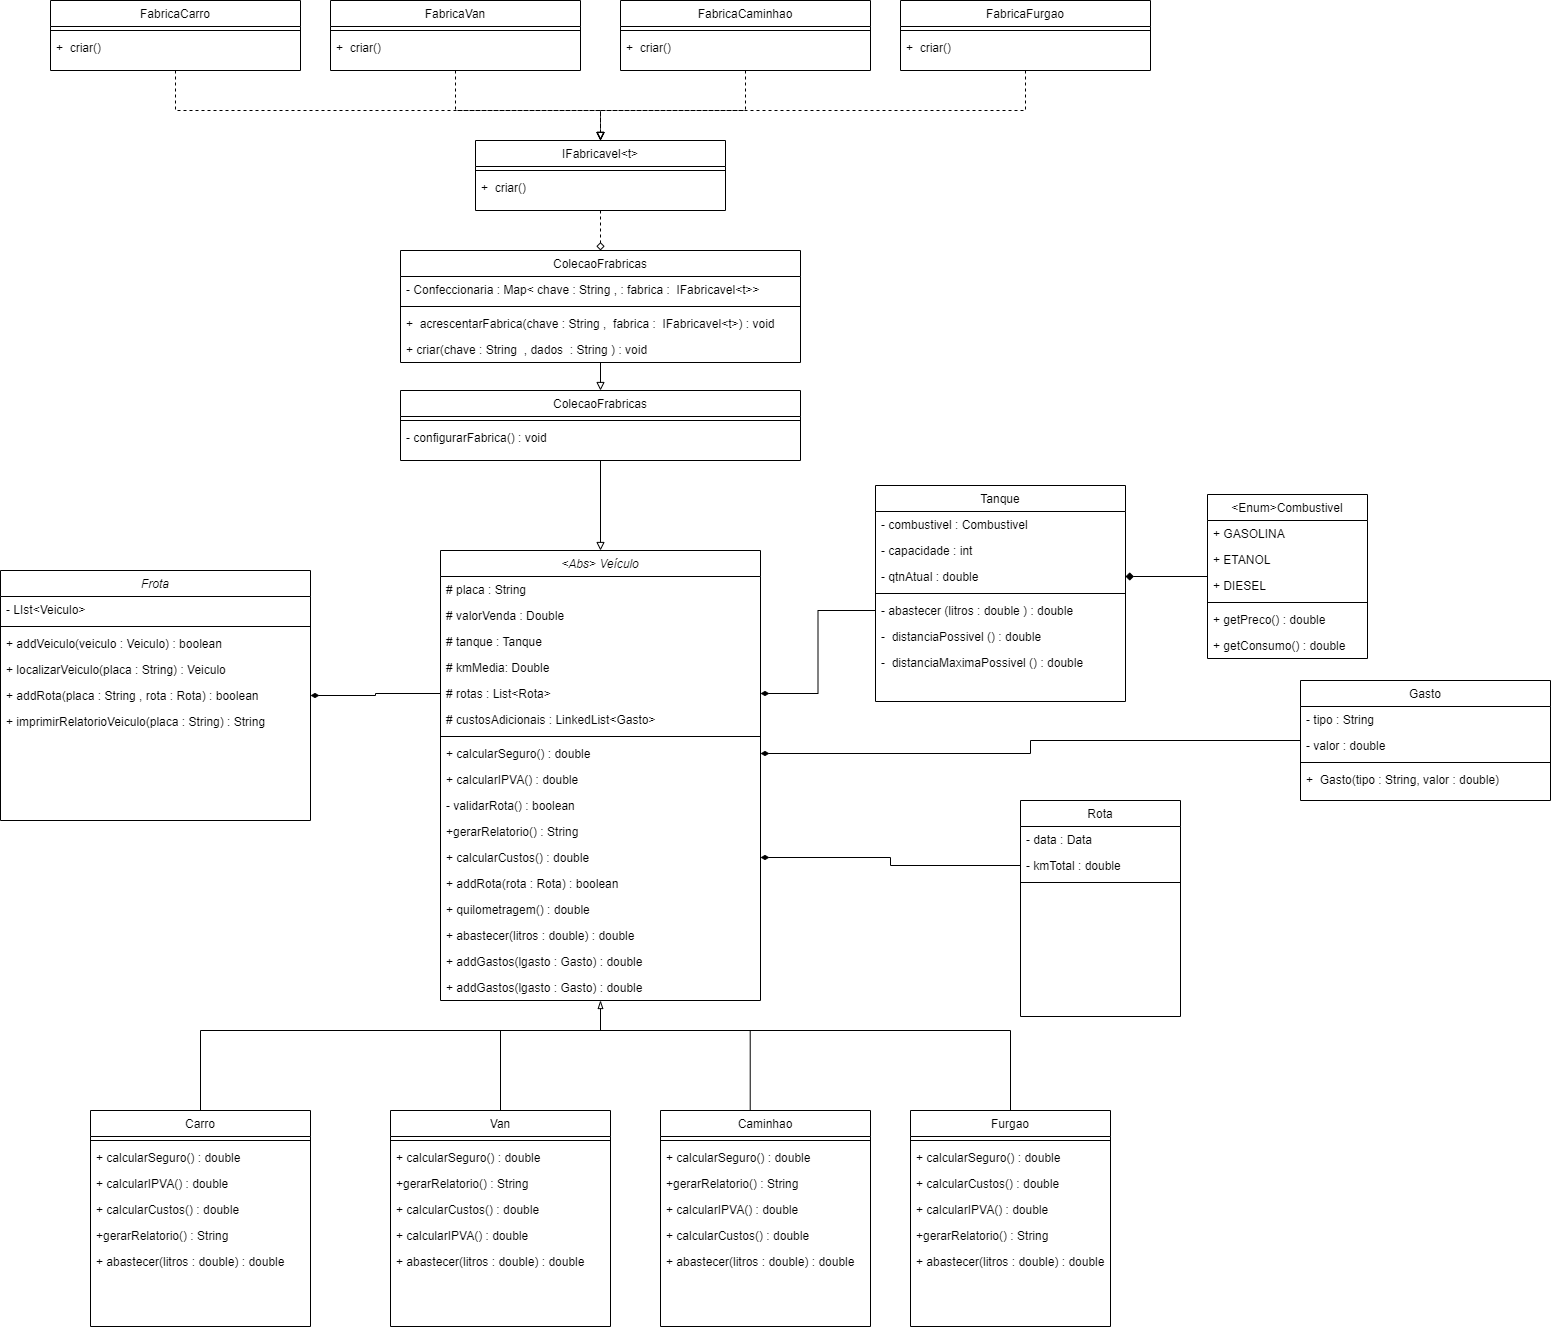 FabricaCarro
+  criar()
FabricaVan
+  criar()
FabricaCaminhao
+  criar()
FabricaFurgao
+  criar()
IFabricavel<t>
+  criar()
ColecaoFrabricas
- Confeccionaria : Map< chave : String , : fabrica :  IFabricavel<t>>
+  acrescentarFabrica(chave : String ,  fabrica :  IFabricavel<t>) : void
+ criar(chave : String  , dados  : String ) : void
ColecaoFrabricas
- configurarFabrica() : void
Tanque
- combustivel : Combustivel
- capacidade : int
- qtnAtual : double
- abastecer (litros : double ) : double
-  distanciaPossivel () : double
-  distanciaMaximaPossivel () : double
<Enum>Combustivel
+ GASOLINA
+ ETANOL
+ DIESEL
+ getPreco() : double
+ getConsumo() : double
Frota
- LIst<Veiculo>
+ addVeiculo(veiculo : Veiculo) : boolean
+ localizarVeiculo(placa : String) : Veiculo
+ addRota(placa : String , rota : Rota) : boolean
+ imprimirRelatorioVeiculo(placa : String) : String
<Abs> Veículo
# placa : String
# valorVenda : Double
# tanque : Tanque
# kmMedia: Double
# rotas : List<Rota>
# custosAdicionais : LinkedList<Gasto>
+ calcularSeguro() : double
+ calcularIPVA() : double
- validarRota() : boolean
+gerarRelatorio() : String
+ calcularCustos() : double
+ addRota(rota : Rota) : boolean
+ quilometragem() : double
+ abastecer(litros : double) : double
+ addGastos(lgasto : Gasto) : double
+ addGastos(lgasto : Gasto) : double
Gasto
- tipo : String
- valor : double
+  Gasto(tipo : String, valor : double)
Rota
- data : Data
- kmTotal : double
Carro
+ calcularSeguro() : double
+ calcularIPVA() : double
+ calcularCustos() : double
+gerarRelatorio() : String
+ abastecer(litros : double) : double
Van
+ calcularSeguro() : double
+gerarRelatorio() : String
+ calcularCustos() : double
+ calcularIPVA() : double
+ abastecer(litros : double) : double
Caminhao
+ calcularSeguro() : double
+gerarRelatorio() : String
+ calcularIPVA() : double
+ calcularCustos() : double
+ abastecer(litros : double) : double
Furgao
+ calcularSeguro() : double
+ calcularCustos() : double
+ calcularIPVA() : double
+gerarRelatorio() : String
+ abastecer(litros : double) : double